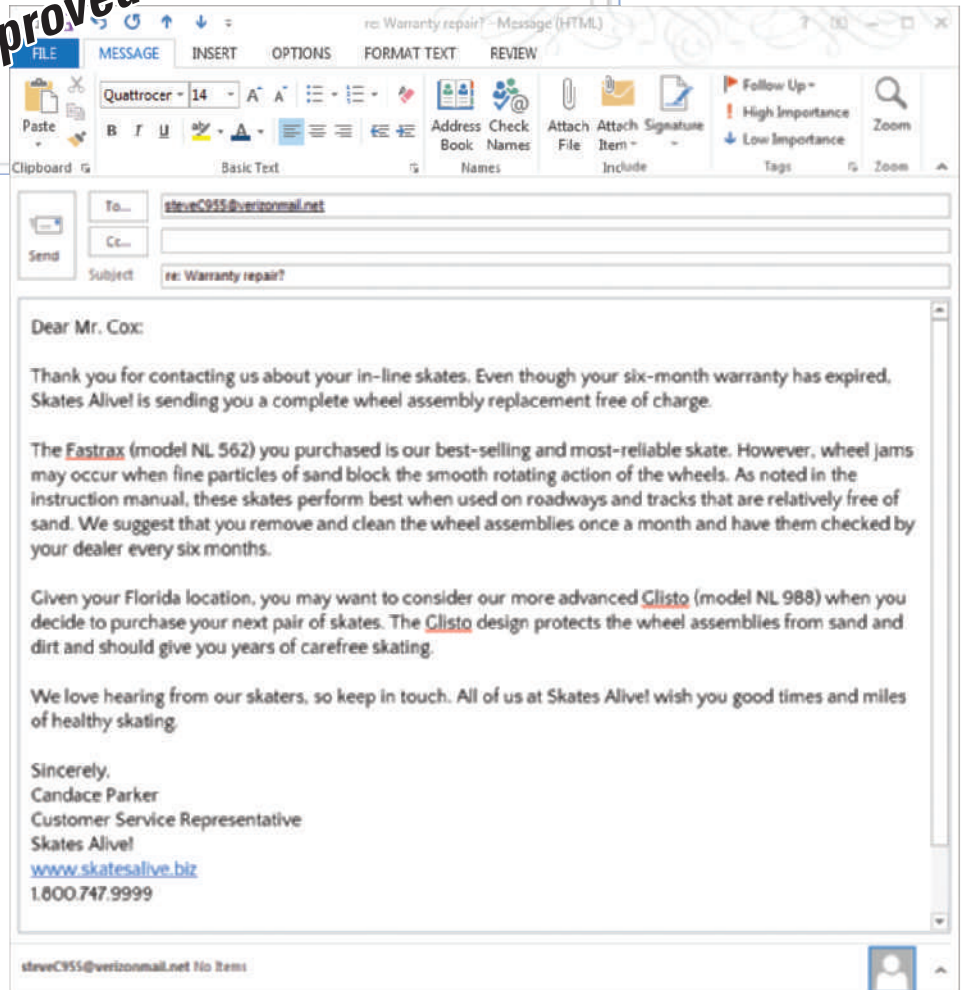 proved
re: Warranty repair? - Message (HTML)
FILE MESSAGE INSERT OPTIONS FORMAT TEXT REVIEW
Quattrocer 14 A A
Follow Up
High Importance
Low Importance
Paste
B I U
Address Book
Check Names
Attach File
Attach Item
Signature
Zoom
Clipboard Basic Text Names Include Tags Zoom
To... steveC955@verizonmail.net
Cc...
Send
Subject re: Warranty repair?
Dear Mr. Cox:
Thank you for contacting us about your in-line skates. Even though your six-month warranty has expired,
Skates Alive! is sending you a complete wheel assembly replacement free of charge.
The Fastrax (model NL 562) you purchased is our best-selling and most-reliable skate. However, wheel jams
may occur when fine particles of sand block the smooth rotating action of the wheels. As noted in the
instruction manual, these skates perform best when used on roadways and tracks that are relatively free of
sand. We suggest that you remove and clean the wheel assemblies once a month and have them checked by
your dealer every six months.
Given your Florida location, you may want to consider our more advanced Glisto (model NL 988) when you
decide to purchase your next pair of skates. The Glisto design protects the wheel assemblies from sand and
dirt and should give you years of carefree skating.
We love hearing from our skaters, so keep in touch. All of us at Skates Alive! wish you good times and miles
of healthy skating.
Sincerely,
Candace Parker
Customer Service Representative
Skates Alive!
www.skatesalive.biz
1.800.747.9999
steveC955@verizonmail.net No Items